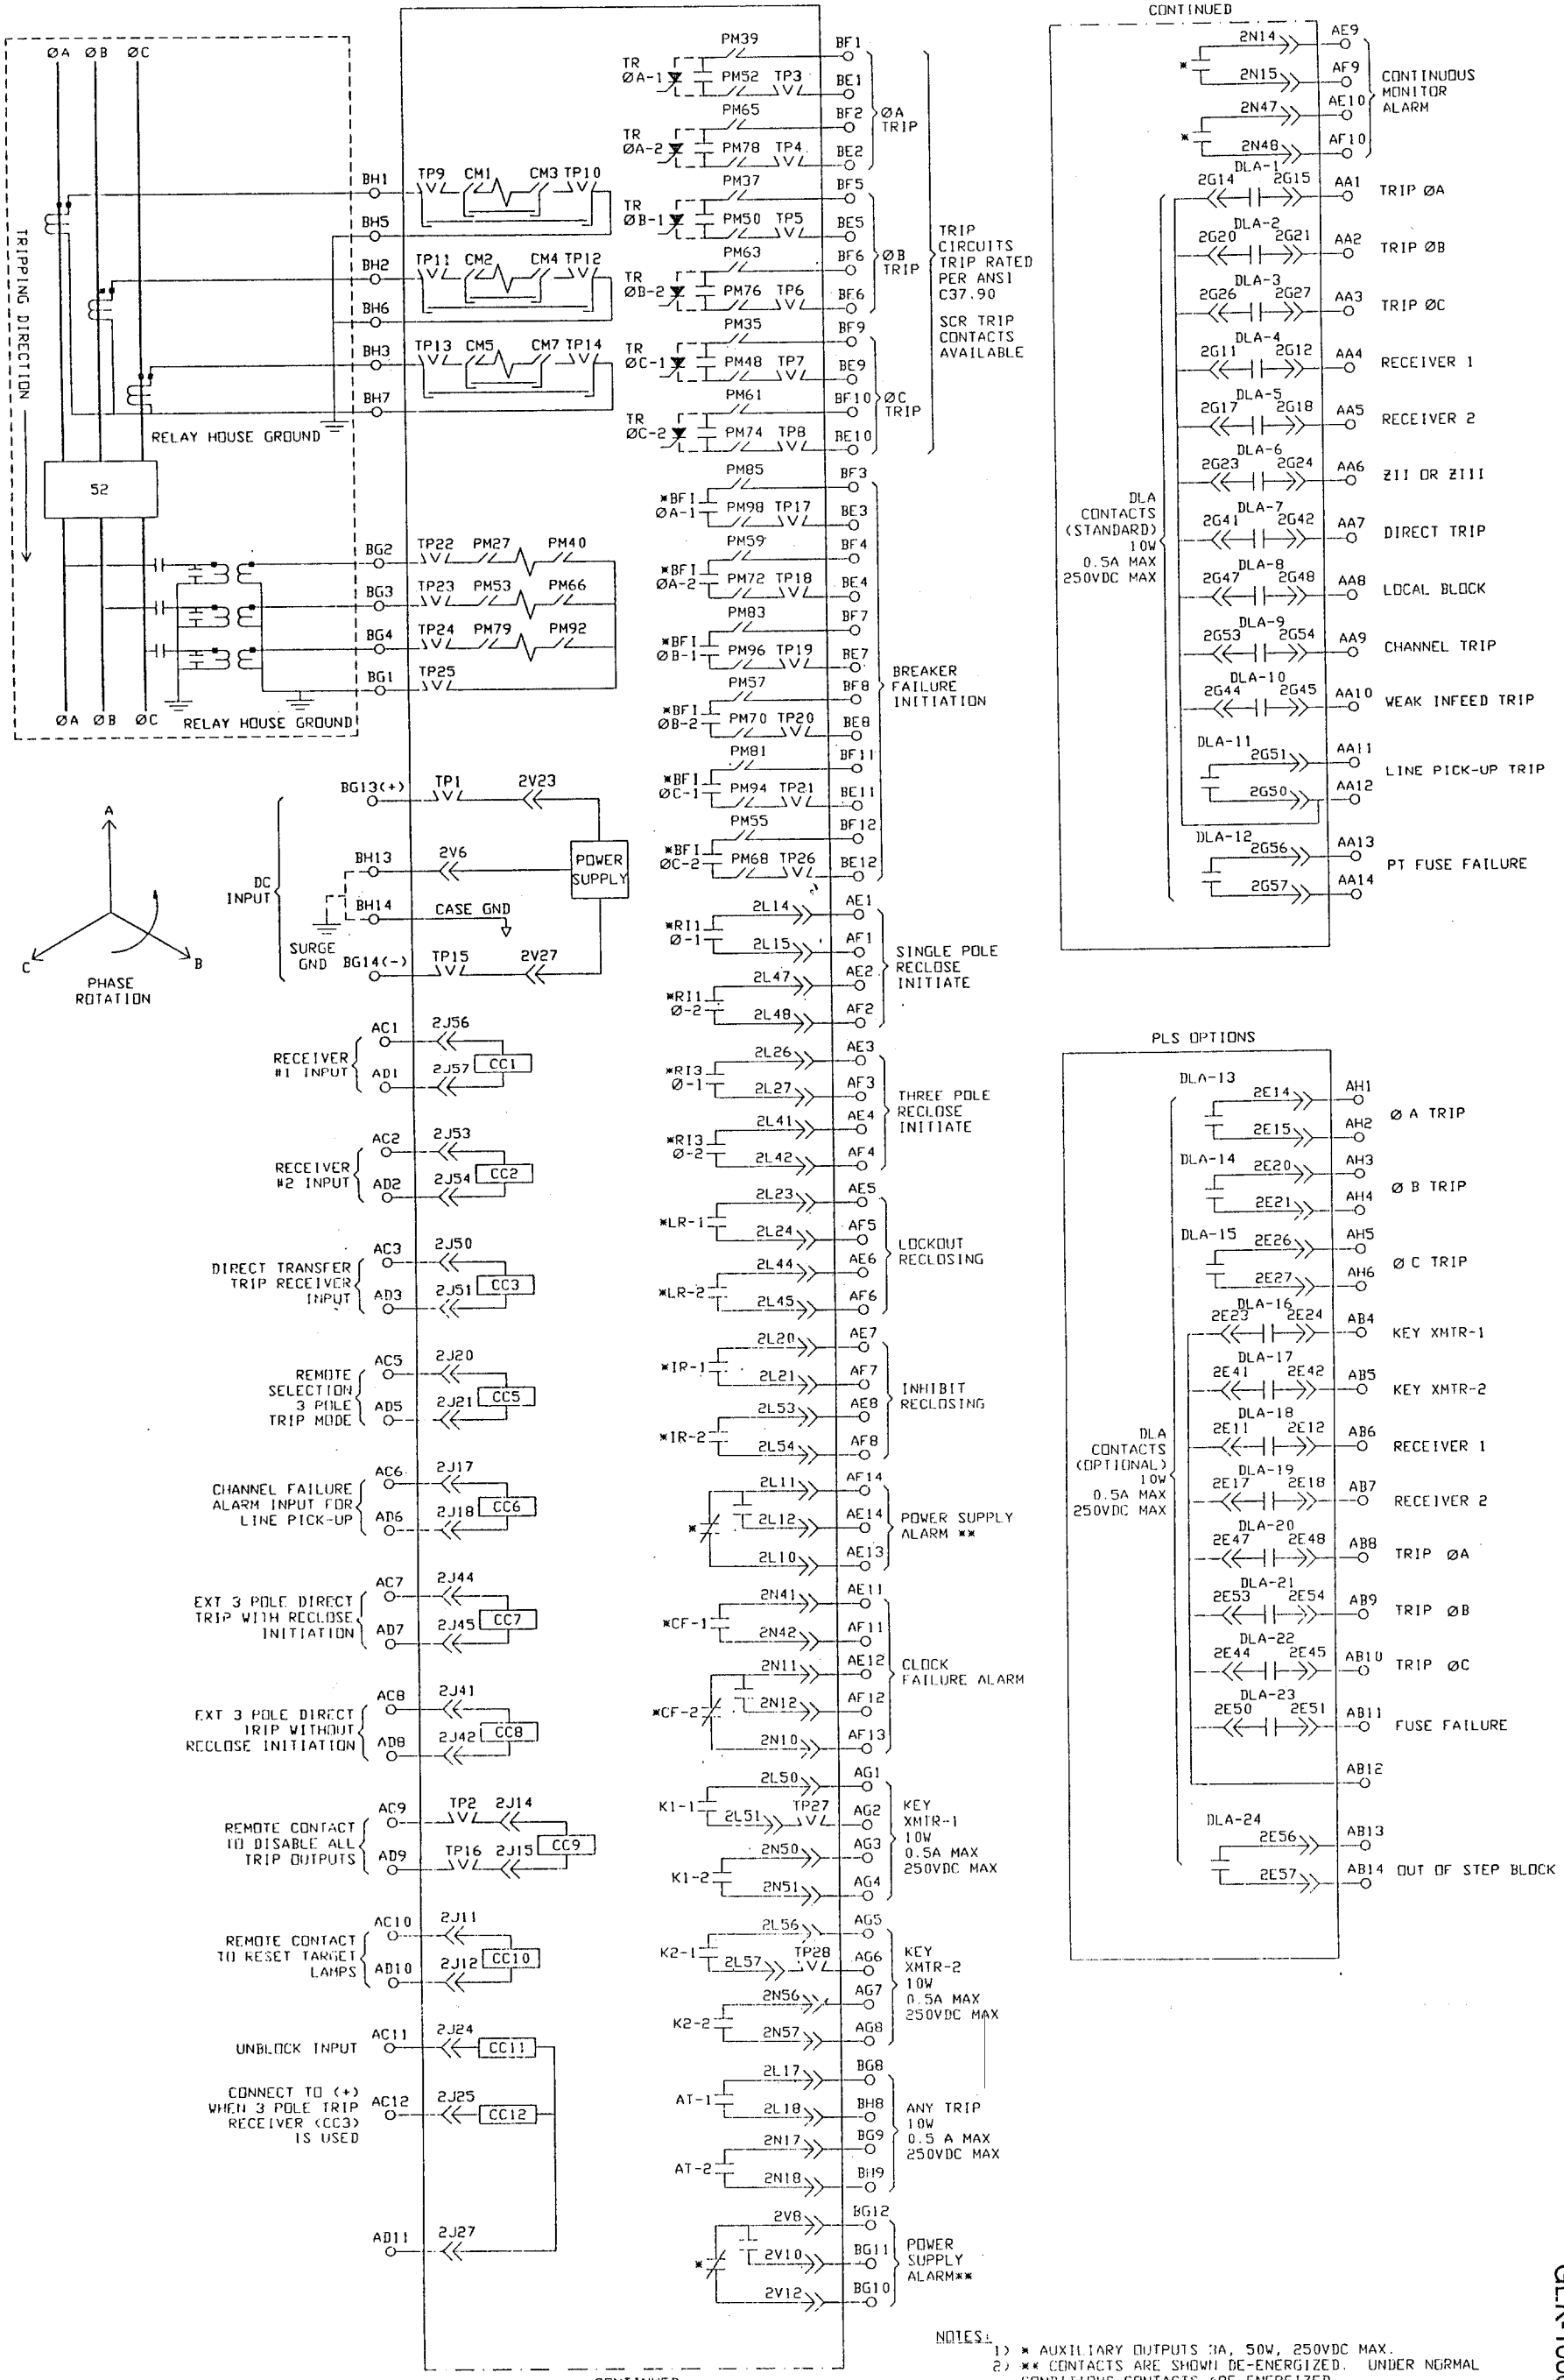 ØA ØB ØC
TRIPPING DIRECTION
RELAY HOUSE GROUND
52
ØA ØB ØC
RELAY HOUSE GROUND
A
C
B
PHASE
ROTATION
BH1 TP9 CM1 CM3 TP10
BH5
BH2 TP11 CM2 CM4 TP12
BH6
BH3 TP13 CM5 CM7 TP14
BH7
BG2 TP22 PM27 PM40
BG3 TP23 PM53 PM66
BG4 TP24 PM79 PM92
BG1 TP25
DC
INPUT
BG13(+) TP1 2V23
BH13 2V6
POWER
SUPPLY
BH14 CASE GND
SURGE
GND
BG14(-) TP15 2V27
RECEIVER
#1 INPUT
AC1 2J56
AD1 2J57 CC1
RECEIVER
#2 INPUT
AC2 2J53
AD2 2J54 CC2
DIRECT TRANSFER
TRIP RECEIVER
INPUT
AC3 2J50
AD3 2J51 CC3
REMOTE
SELECTION
3 POLE
TRIP MODE
AC5 2J20
AD5 2J21 CC5
CHANNEL FAILURE
ALARM INPUT FOR
LINE PICK-UP
AC6 2J17
AD6 2J18 CC6
EXT 3 POLE DIRECT
TRIP WITH RECLOSE
INITIATION
AC7 2J44
AD7 2J45 CC7
EXT 3 POLE DIRECT
TRIP WITHOUT
RECLOSE INITIATION
AC8 2J41
AD8 2J42 CC8
REMOTE CONTACT
TO DISABLE ALL
TRIP OUTPUTS
AC9 TP2 2J14
AD9 TP16 2J15 CC9
REMOTE CONTACT
TO RESET TARGET
LAMPS
AC10 2J11
AD10 2J12 CC10
UNBLOCK INPUT
AC11 2J24 CC11
CONNECT TO (+)
WHEN 3 POLE TRIP
RECEIVER (CC3)
IS USED
AC12 2J25 CC12
AD11 2J27
TR
ØA-1
PM39 BF1
PM52 TP3 BE1
TR
ØA-2
PM65 BF2
PM78 TP4 BE2
ØA
TRIP
TR
ØB-1
PM37 BF5
PM50 TP5 BE5
TR
ØB-2
PM63 BF6
PM76 TP6 BE6
ØB
TRIP
TR
ØC-1
PM35 BF9
PM48 TP7 BE9
TR
ØC-2
PM61 BF10
PM74 TP8 BE10
ØC
TRIP
TRIP
CIRCUITS
TRIP RATED
PER ANSI
C37.90
SCR TRIP
CONTACTS
AVAILABLE
*BFI
ØA-1
PM85 BF3
PM98 TP17 BE3
*BFI
ØA-2
PM59 BF4
PM72 TP18 BE4
*BFI
ØB-1
PM83 BF7
PM96 TP19 BE7
*BFI
ØB-2
PM57 BF8
PM70 TP20 BE8
*BFI
ØC-1
PM81 BF11
PM94 TP21 BE11
*BFI
ØC-2
PM55 BF12
PM68 TP26 BE12
BREAKER
FAILURE
INITIATION
*RI1
Ø-1
2L14 AE1
2L15 AF1
*RI1
Ø-2
2L47 AE2
2L48 AF2
SINGLE POLE
RECLOSE
INITIATE
*RI3
Ø-1
2L26 AE3
2L27 AF3
*RI3
Ø-2
2L41 AE4
2L42 AF4
THREE POLE
RECLOSE
INITIATE
*LR-1
2L23 AE5
2L24 AF5
*LR-2
2L44 AE6
2L45 AF6
LOCKOUT
RECLOSING
*IR-1
2L20 AE7
2L21 AF7
*IR-2
2L53 AE8
2L54 AF8
INHIBIT
RECLOSING
*
2L11 AF14
2L12 AE14
2L10 AE13
POWER SUPPLY
ALARM **
*CF-1
2N41 AE11
2N42 AF11
*CF-2
2N11 AE12
2N12 AF12
2N10 AF13
CLOCK
FAILURE ALARM
K1-1
2L50 AG1
2L51 TP27 AG2
K1-2
2N50 AG3
2N51 AG4
KEY
XMTR-1
10W
0.5A MAX
250VDC MAX
K2-1
2L56 AG5
2L57 TP28 AG6
K2-2
2N56 AG7
2N57 AG8
KEY
XMTR-2
10W
0.5A MAX
250VDC MAX
AT-1
2L17 BG8
2L18 BH8
AT-2
2N17 BG9
2N18 BH9
ANY TRIP
10W
0.5 A MAX
250VDC MAX
*
2V8 BG12
2V10 BG11
2V12 BG10
POWER
SUPPLY
ALARM**
CONTINUED
*
2N14 AE9
2N15 AF9
*
2N47 AE10
2N48 AF10
CONTINUOUS
MONITOR
ALARM
DLA
CONTACTS
(STANDARD)
10W
0.5A MAX
250VDC MAX
DLA-1
2G14 2G15 AA1 TRIP ØA
DLA-2
2G20 2G21 AA2 TRIP ØB
DLA-3
2G26 2G27 AA3 TRIP ØC
DLA-4
2G11 2G12 AA4 RECEIVER 1
DLA-5
2G17 2G18 AA5 RECEIVER 2
DLA-6
2G23 2G24 AA6 ZII OR ZIII
DLA-7
2G41 2G42 AA7 DIRECT TRIP
DLA-8
2G47 2G48 AA8 LOCAL BLOCK
DLA-9
2G53 2G54 AA9 CHANNEL TRIP
DLA-10
2G44 2G45 AA10 WEAK INFEED TRIP
DLA-11
2G51 AA11
LINE PICK-UP TRIP
2G50 AA12
DLA-12
2G56 AA13
PT FUSE FAILURE
2G57 AA14
PLS OPTIONS
DLA
CONTACTS
(OPTIONAL)
10W
0.5A MAX
250VDC MAX
DLA-13
2E14 AH1
Ø A TRIP
2E15 AH2
DLA-14
2E20 AH3
Ø B TRIP
2E21 AH4
DLA-15
2E26 AH5
Ø C TRIP
2E27 AH6
DLA-16
2E23 2E24 AB4 KEY XMTR-1
DLA-17
2E41 2E42 AB5 KEY XMTR-2
DLA-18
2E11 2E12 AB6 RECEIVER 1
DLA-19
2E17 2E18 AB7 RECEIVER 2
DLA-20
2E47 2E48 AB8 TRIP ØA
DLA-21
2E53 2E54 AB9 TRIP ØB
DLA-22
2E44 2E45 AB10 TRIP ØC
DLA-23
2E50 2E51 AB11 FUSE FAILURE
AB12
DLA-24
2E56 AB13
2E57 AB14 OUT OF STEP BLOCK
NOTES:
1) * AUXILIARY OUTPUTS 3A, 50W, 250VDC MAX.
2) ** CONTACTS ARE SHOWN DE-ENERGIZED. UNDER NORMAL
CONDITIONS CONTACTS ARE ENERGIZED